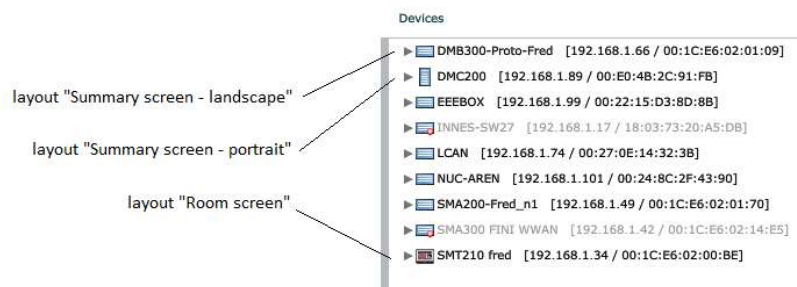 Devices
DMB300-Proto-Fred [192.168.1.66 / 00:1C:E6:02:01:09]
DMC200 [192.168.1.89 / 00:E0:4B:2C:91:FB]
layout "Summary screen - landscape"
EEEBOX [192.168.1.99 / 00:22:15:D3:8D:8B]
INNES-SW27 [192.168.1.17 / 18:03:73:20:A5:DB]
layout "Summary screen - portrait"
LCAN [192.168.1.74 / 00:27:0E:14:32:3B]
NUC-AREN [192.168.1.101 / 00:24:8C:2F:43:90]
layout "Room screen"
SMA200-Fred_n1 [192.168.1.49 / 00:1C:E6:02:01:70]
SMA300 FINI WWAN [192.168.1.42 / 00:1C:E6:02:14:E5]
SMT210 fred [192.168.1.34 / 00:1C:E6:02:00:BE]